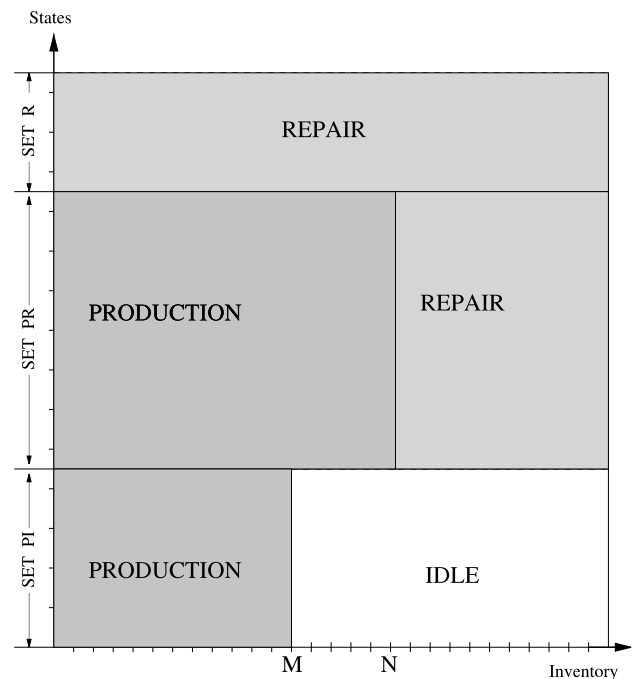 States
SET R
REPAIR
SET PR
PRODUCTION
REPAIR
SET PI
PRODUCTION
IDLE
M
N
Inventory